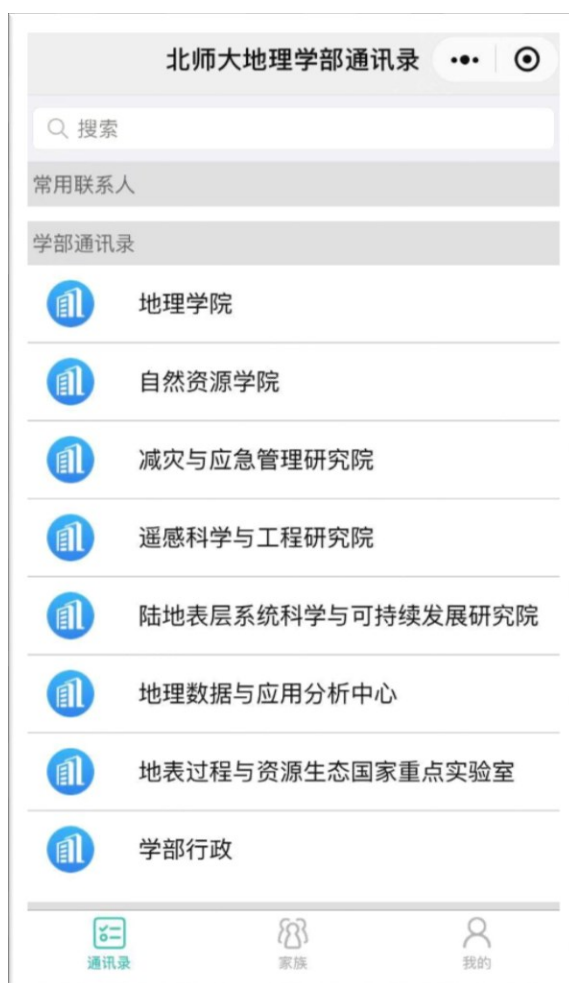 北师大地理学部通讯录
搜索
常用联系人
学部通讯录
地理学院
自然资源学院
减灾与应急管理研究院
遥感科学与工程研究院
陆地表层系统科学与可持续发展研究院
地理数据与应用分析中心
地表过程与资源生态国家重点实验室
学部行政
通讯录
家族
我的